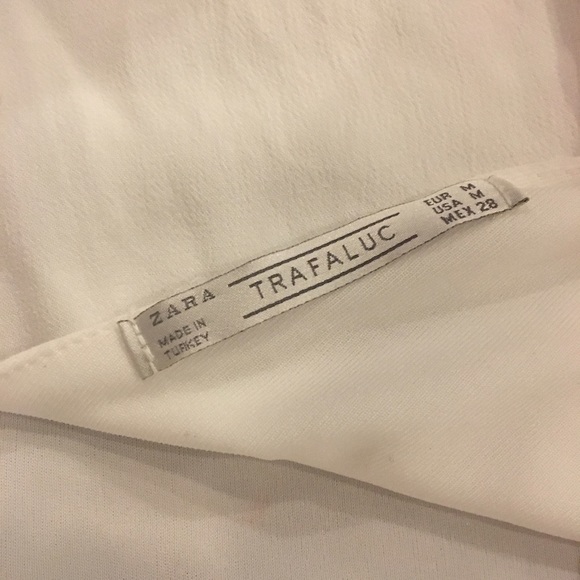 ZARA
MADE IN
TURKEY
TRAFALUC
EUR M
USA M
MEX 28